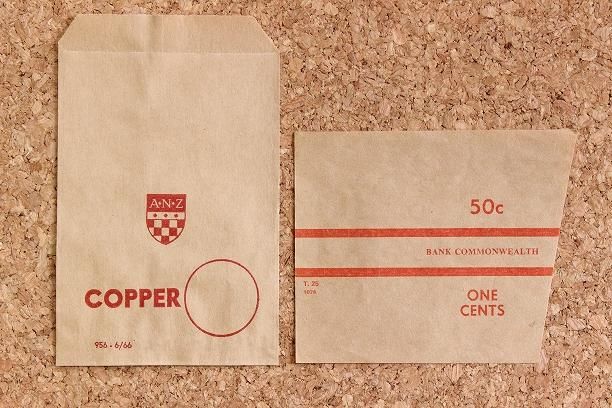 A•N•Z
COPPER
956 - 6/66
50c
BANK COMMONWEALTH
T. 25
ONE
CENTS